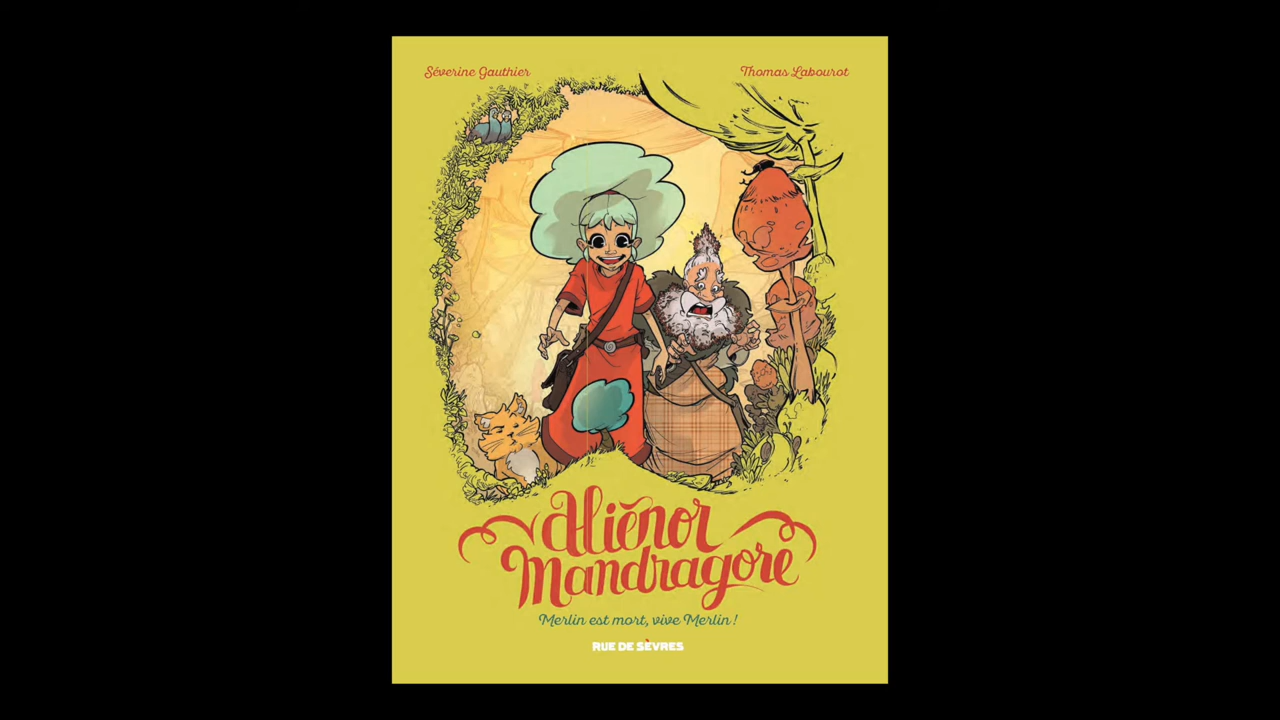 Séverine Gauthier
Thomas Labourot
Aliénor
Mandragore
Merlin est mort, vive Merlin !
RUE DE SÈVRES